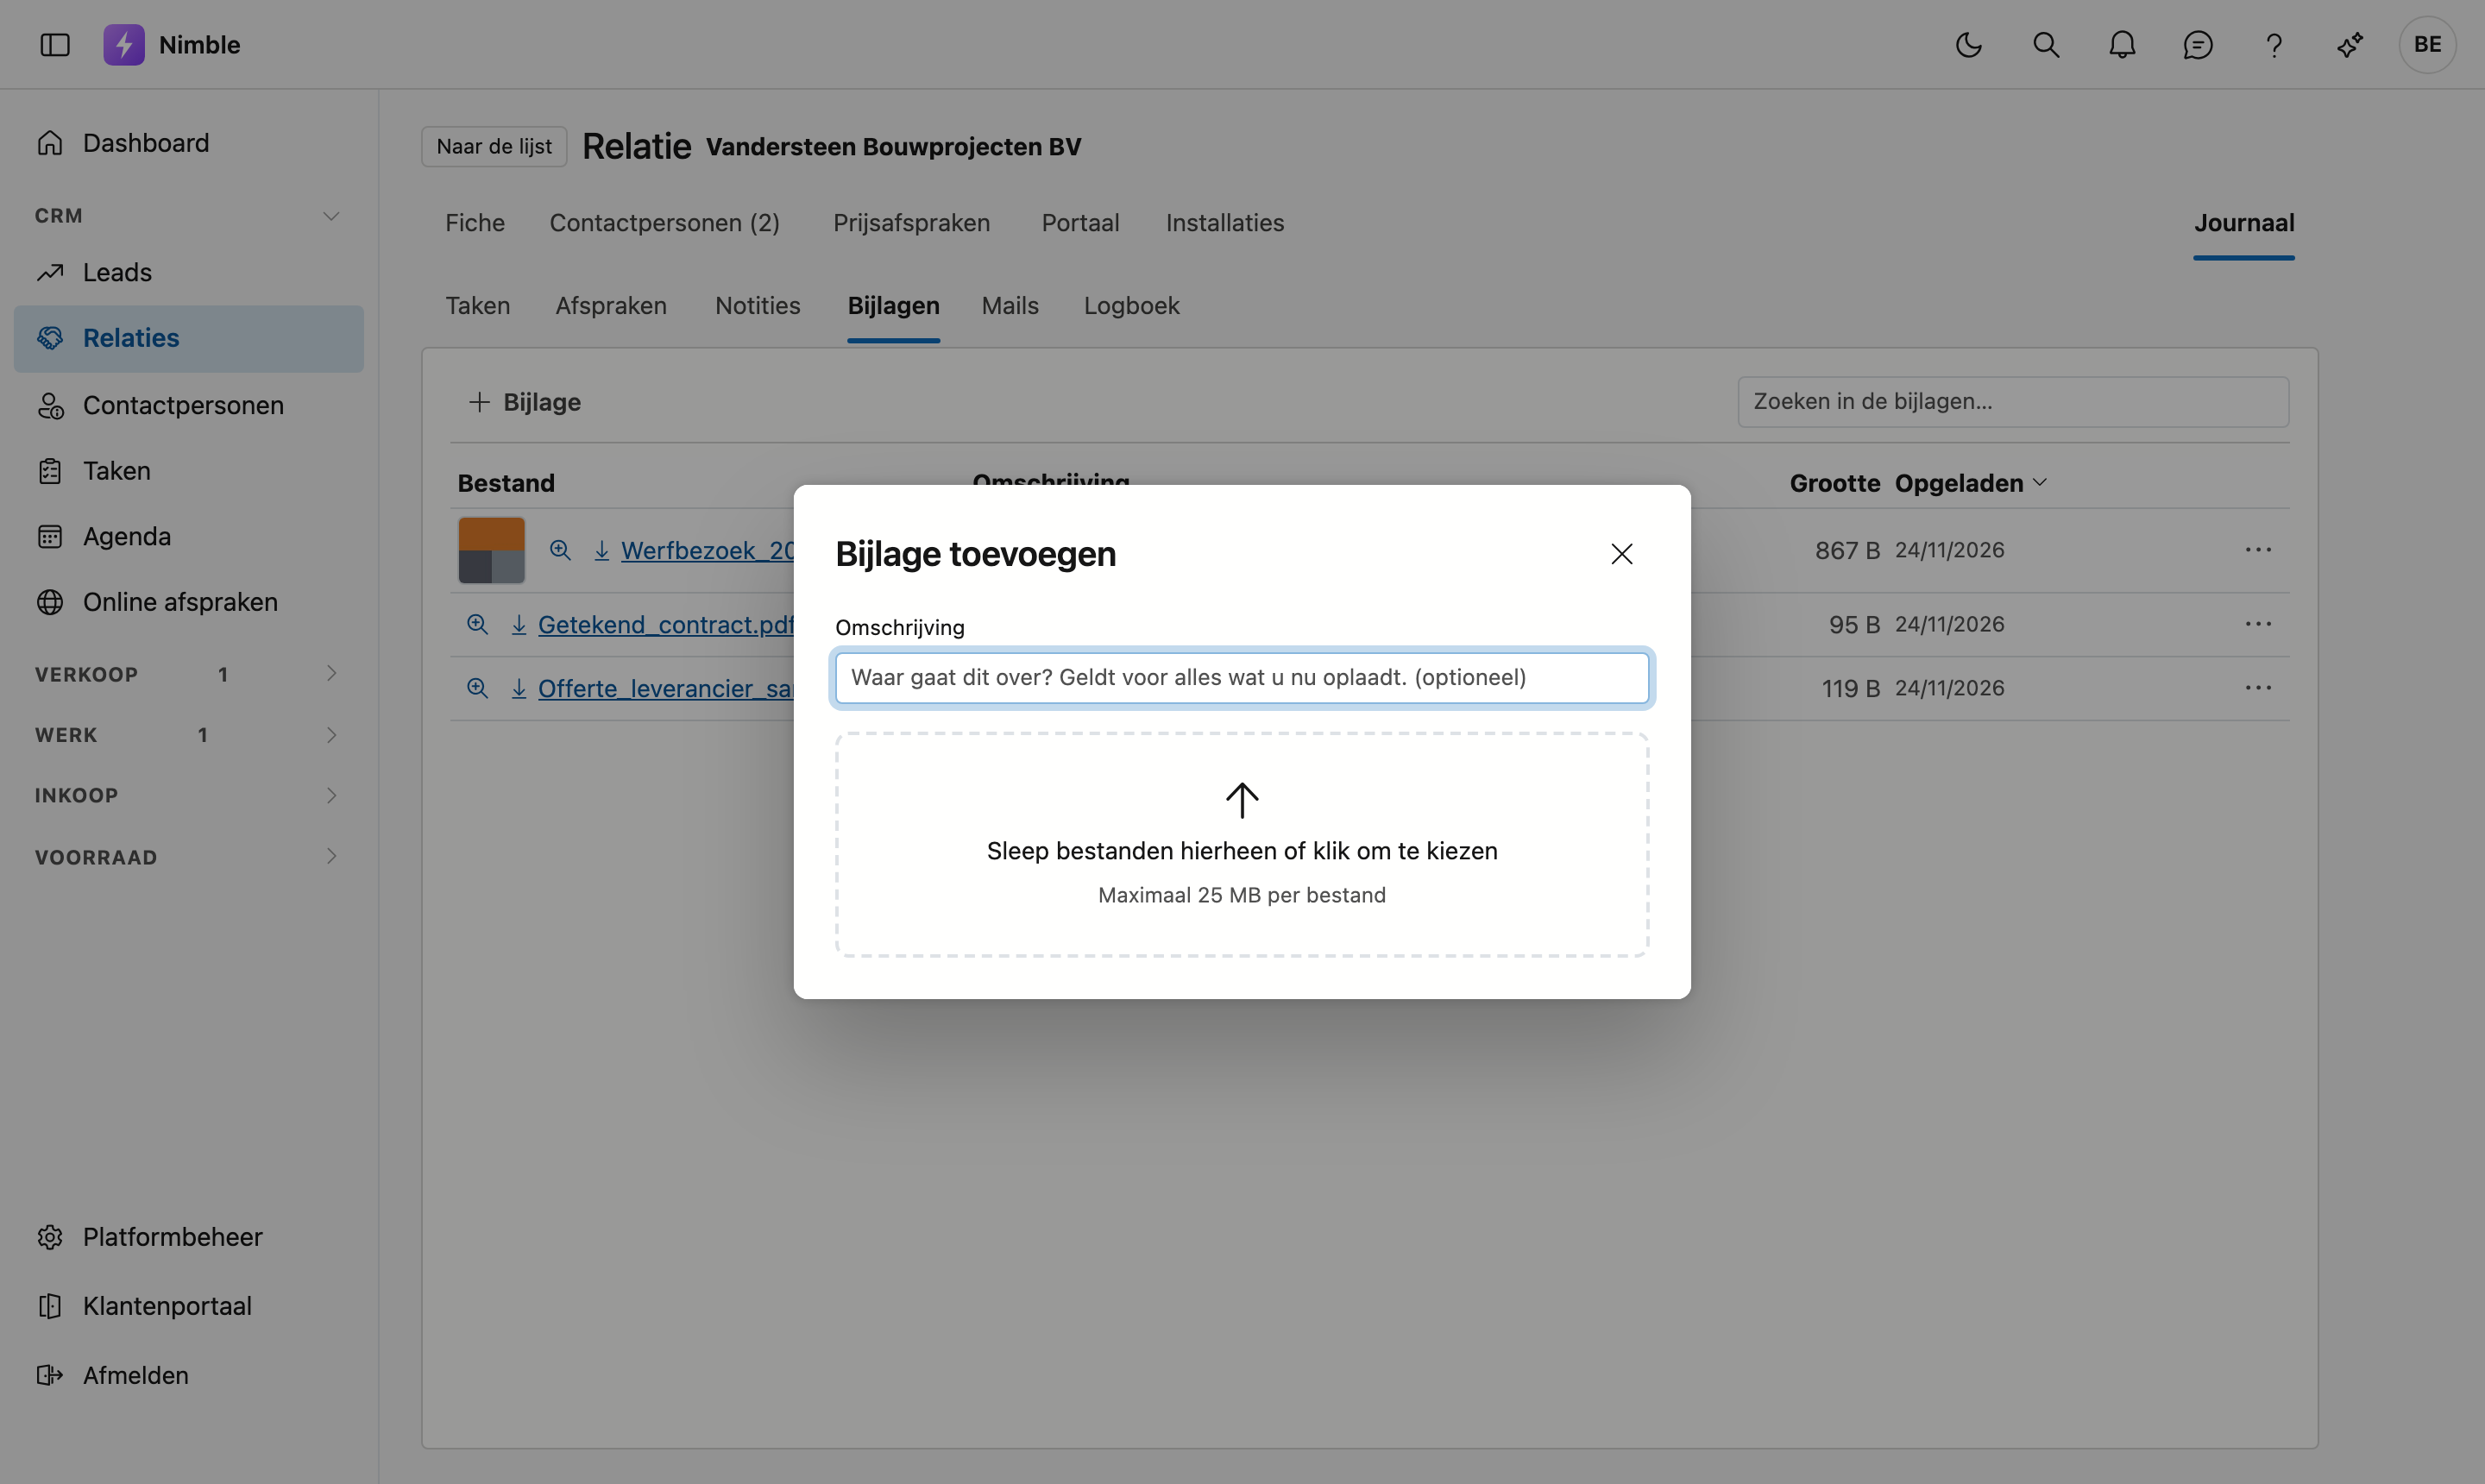 Nimble
BE
Dashboard
CRM
Leads
Relaties
Contactpersonen
Taken
Agenda
Online afspraken
VERKOOP 1
WERK 1
INKOOP
VOORRAAD
Platformbeheer
Klantenportaal
Afmelden
Naar de lijst Relatie Vandersteen Bouwprojecten BV
Fiche Contactpersonen (2) Prijsafspraken Portaal Installaties Journaal
Taken Afspraken Notities Bijlagen Mails Logboek
Bijlage Zoeken in de bijlagen...
Bestand Omschrijving Grootte Opgeladen
Werfbezoek_20 867 B 24/11/2026
Getekend_contract.pdf 95 B 24/11/2026
Offerte_leverancier_sa 119 B 24/11/2026
Bijlage toevoegen
Omschrijving
Waar gaat dit over? Geldt voor alles wat u nu oplaadt. (optioneel)
Sleep bestanden hierheen of klik om te kiezen
Maximaal 25 MB per bestand